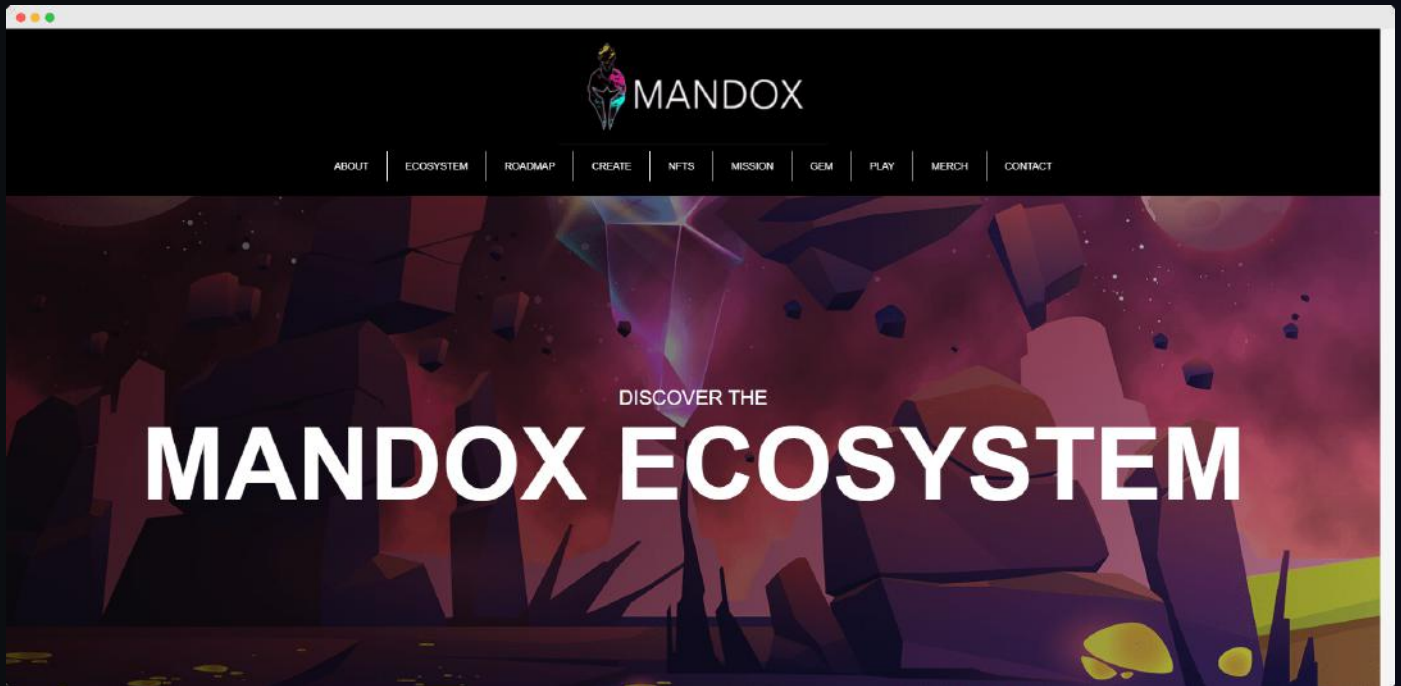 MANDOX
ABOUT ECOSYSTEM ROADMAP CREATE NFTS MISSION GEM PLAY MERCH CONTACT
DISCOVER THE
MANDOX ECOSYSTEM